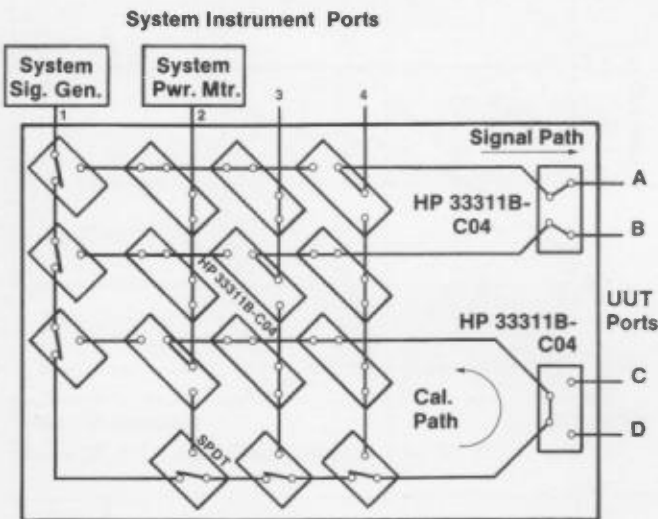 System Instrument Ports
System
Sig. Gen.
System
Pwr. Mtr.
1
2
3
4
Signal Path
A
HP 33311B-
C04
B
HP 33311B-C04
UUT
Ports
HP 33311B-
C04
C
Cal.
Path
D
SPDT